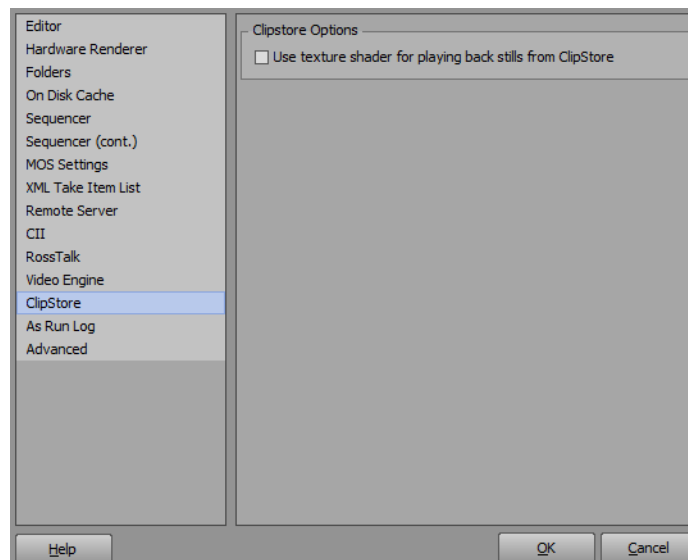 Editor
Hardware Renderer
Folders
On Disk Cache
Sequencer
Sequencer (cont.)
MOS Settings
XML Take Item List
Remote Server
CII
RossTalk
Video Engine
ClipStore
As Run Log
Advanced
Clipstore Options
Use texture shader for playing back stills from ClipStore
Help
OK
Cancel